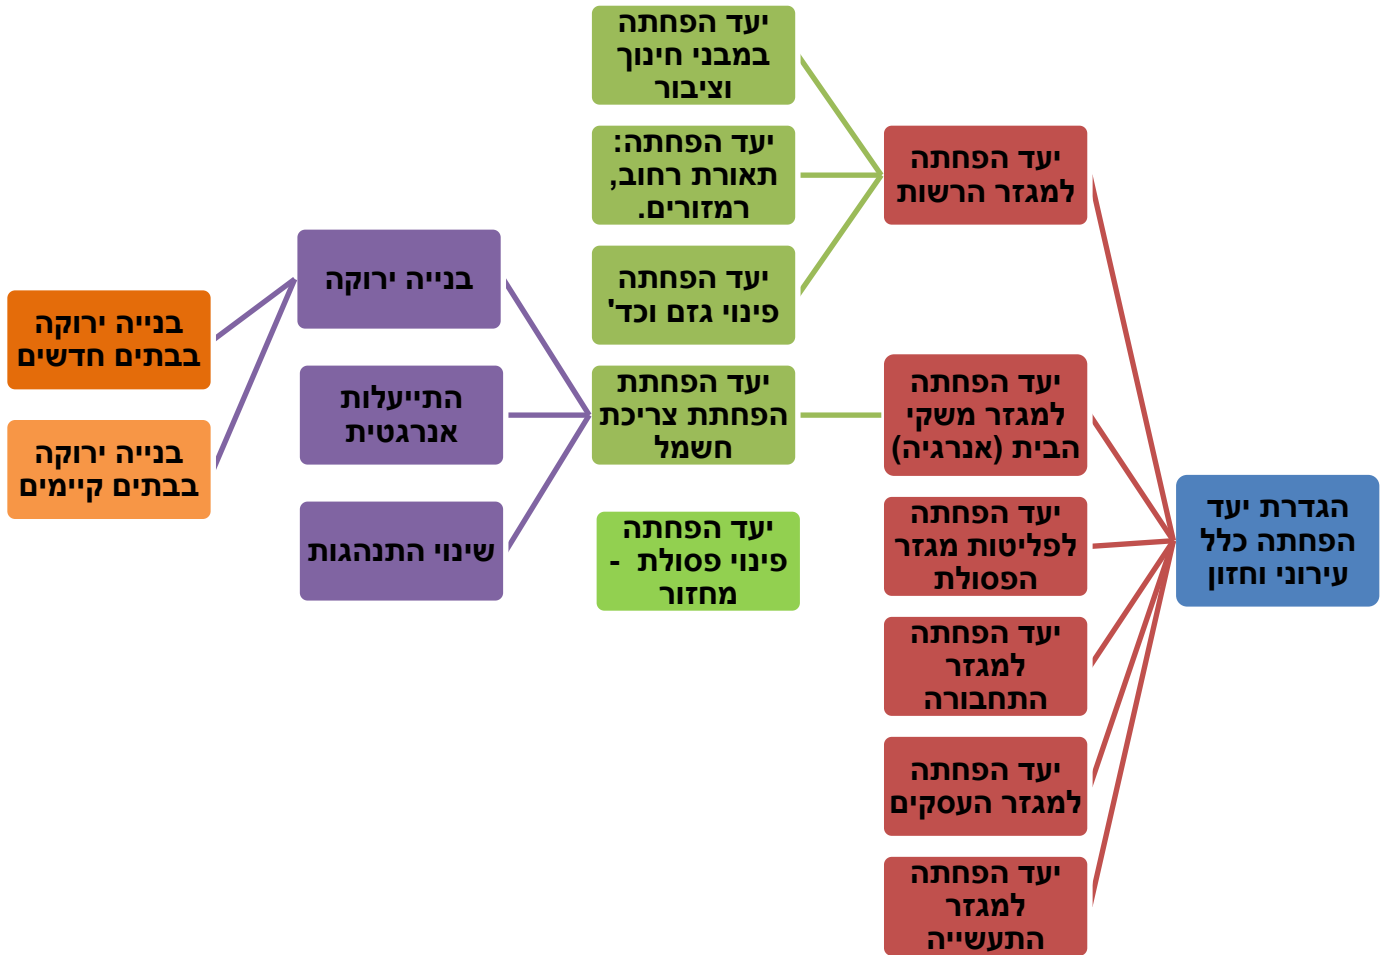 הגדרת יעד
הפחתה כלל
עירוני וחזון
יעד הפחתה
למגזר הרשות
יעד הפחתה
במבני חינוך
וציבור
יעד הפחתה:
תאורת רחוב,
רמזורים.
יעד הפחתה
פינוי גזם וכד'
יעד הפחתה
למגזר משקי
הבית (אנרגיה)
יעד הפחתת
הפחתת צריכת
חשמל
בנייה ירוקה
בנייה ירוקה
בבתים חדשים
בנייה ירוקה
בבתים קיימים
התייעלות
אנרגטית
שינוי התנהגות
יעד הפחתה
לפליטות מגזר
הפסולת
יעד הפחתה
פינוי פסולת -
מחזור
יעד הפחתה
למגזר
התחבורה
יעד הפחתה
למגזר העסקים
יעד הפחתה
למגזר
התעשייה